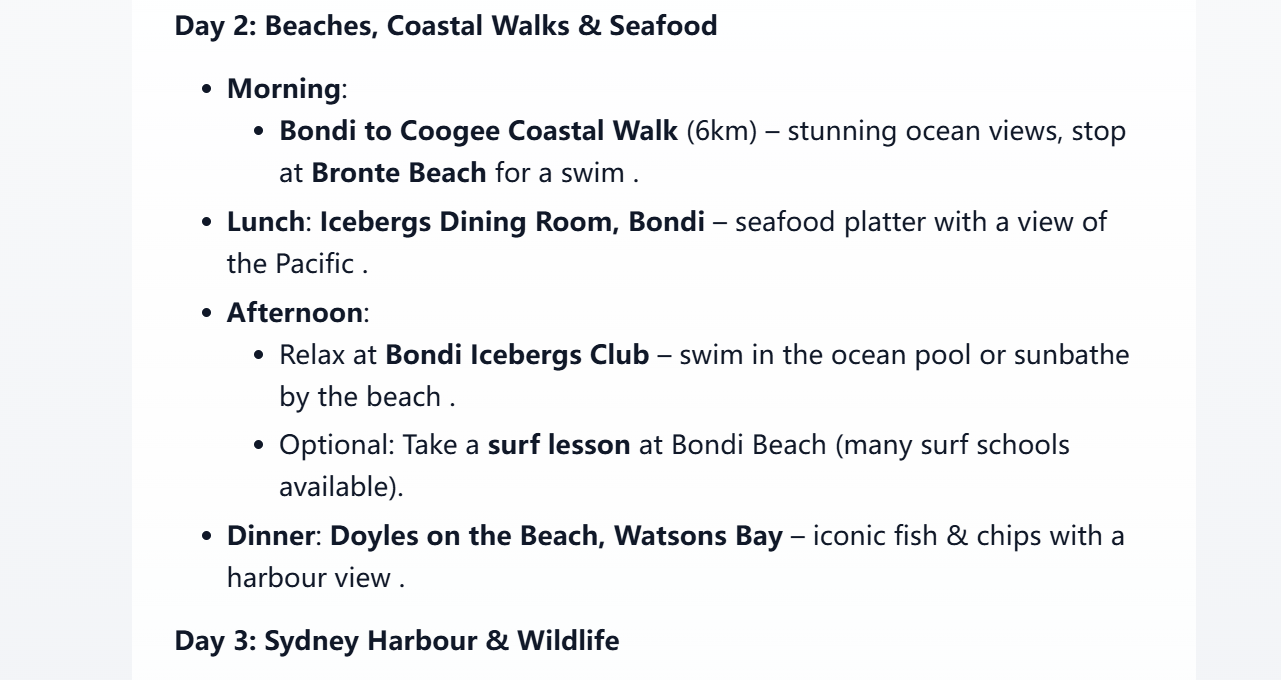 Day 2: Beaches, Coastal Walks & Seafood
• Morning:
• Bondi to Coogee Coastal Walk (6km) – stunning ocean views, stop
at Bronte Beach for a swim .
• Lunch: Icebergs Dining Room, Bondi – seafood platter with a view of
the Pacific .
• Afternoon:
• Relax at Bondi Icebergs Club – swim in the ocean pool or sunbathe
by the beach .
• Optional: Take a surf lesson at Bondi Beach (many surf schools
available).
• Dinner: Doyles on the Beach, Watsons Bay – iconic fish & chips with a
harbour view .
Day 3: Sydney Harbour & Wildlife